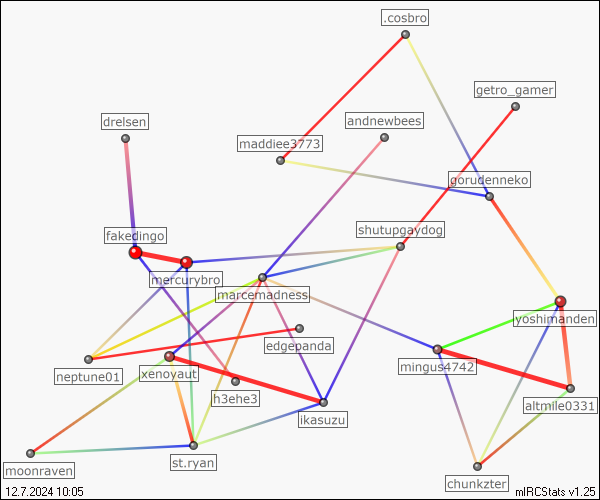 .cosbro
getro_gamer
drelsen
andnewbees
maddiee3773
gorudenneko
shutupgaydog
fakedingo
mercurybro
marcemadness
yoshimanden
edgepanda
mingus4742
neptune01
xenoyaut
h3ehe3
altmile0331
ikasuzu
st.ryan
moonraven
chunkzter
12.7.2024 10:05
mIRCStats v1.25